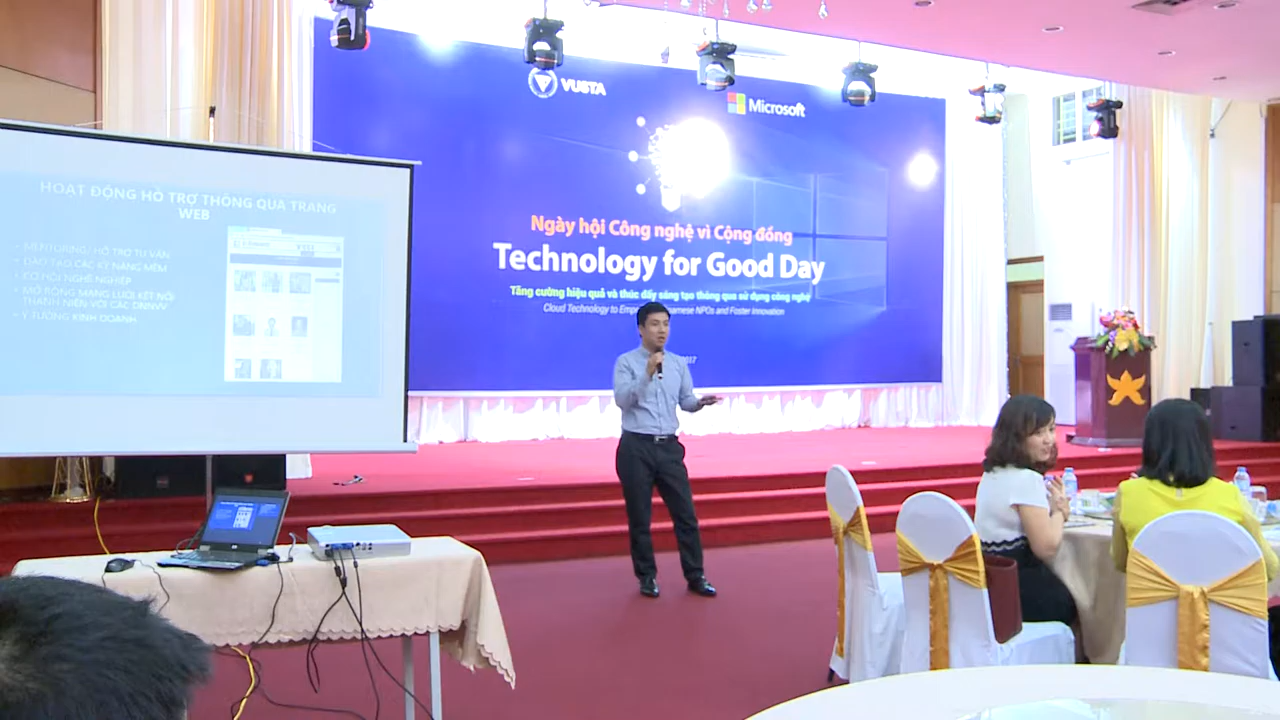 HOẠT ĐỘNG HỖ TRỢ THÔNG QUA TRANG
WEB
MENTORING: HỖ TRỢ TƯ VẤN
ĐÀO TẠO CÁC KỸ NĂNG MỀM
CƠ HỘI NGHỀ NGHIỆP
MỞ RỘNG MẠNG LƯỚI KẾT NỐI
THANH NIÊN VỚI CÁC DNNVV
Ý TƯỞNG KINH DOANH
VUSTA
Microsoft
Ngày hội Công nghệ vì Cộng đồng
Technology for Good Day
Tăng cường hiệu quả và thúc đẩy sáng tạo thông qua sử dụng công nghệ
Cloud Technology to NPOs and Foster Innovation
2017